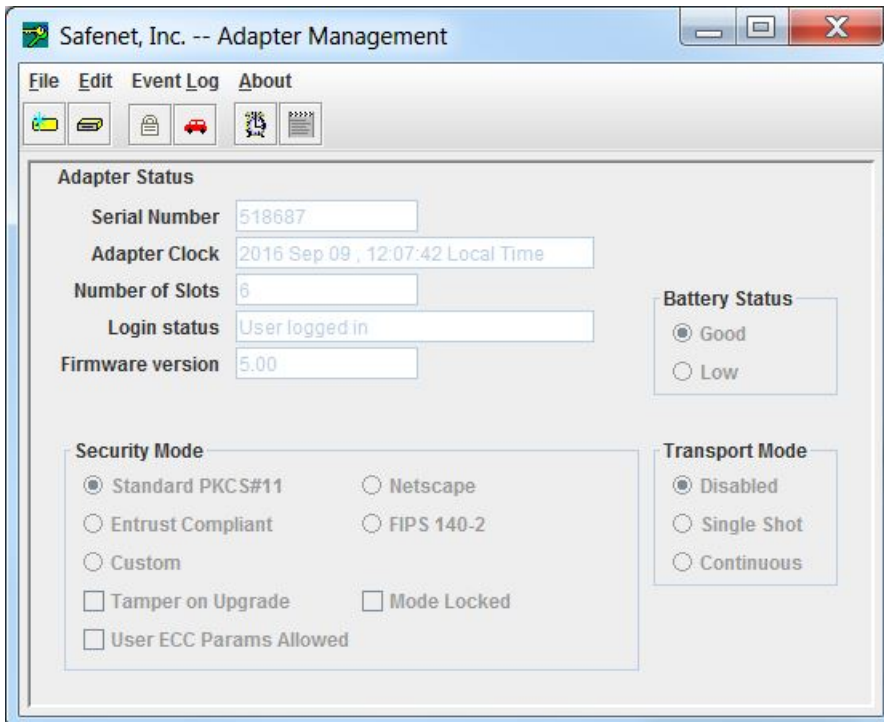 Safenet, Inc. -- Adapter Management
File Edit Event Log About
Adapter Status
Serial Number 518687
Adapter Clock 2016 Sep 09 , 12:07:42 Local Time
Number of Slots 6
Login status User logged in
Firmware version 5.00
Battery Status
Good
Low
Security Mode
Standard PKCS#11 Netscape
Entrust Compliant FIPS 140-2
Custom
Tamper on Upgrade Mode Locked
User ECC Params Allowed
Transport Mode
Disabled
Single Shot
Continuous